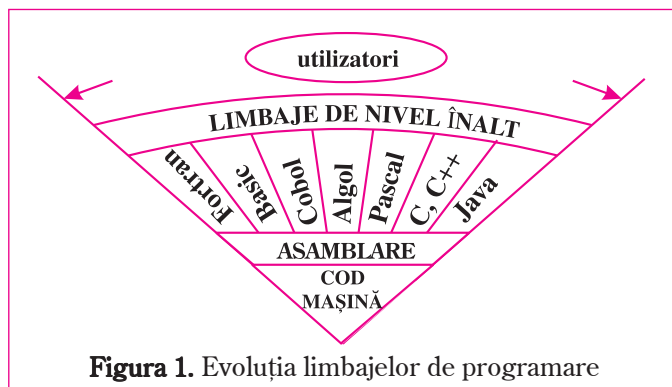 utilizatori
LIMBAJE DE NIVEL ÎNALT
Fortran
Basic
Cobol
Algol
Pascal
C, C++
Java
ASAMBLARE
COD
MAȘINĂ
Figura 1. Evoluția limbajelor de programare